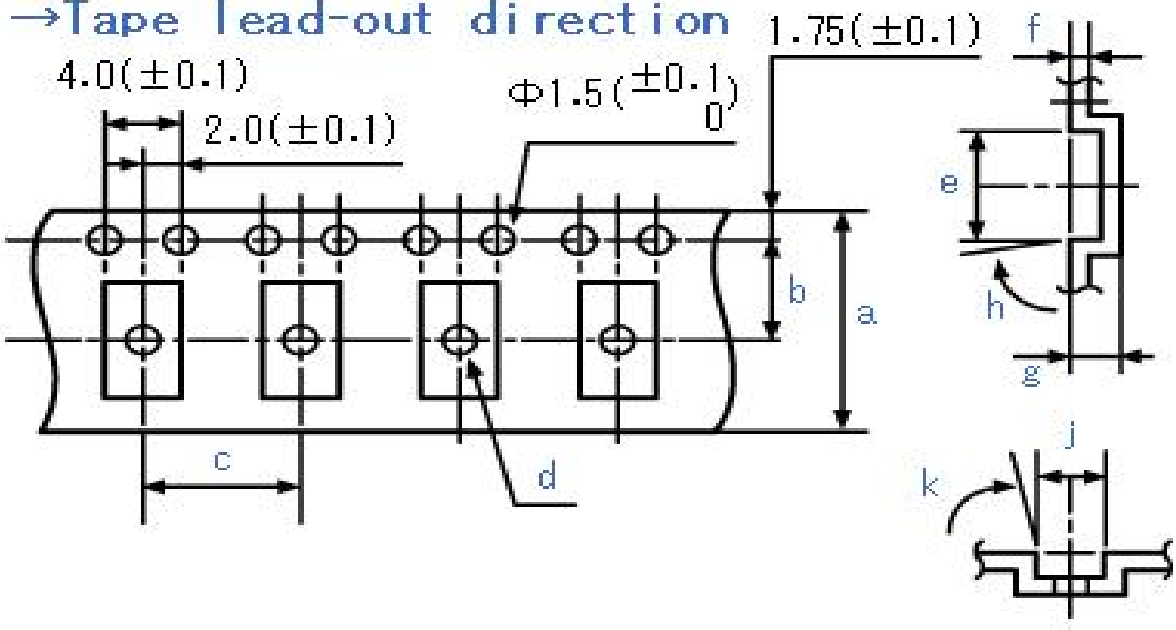 →Tape lead-out direction
1.75(±0.1)
f
4.0(±0.1)
Φ1.5(±0.1
0)
2.0(±0.1)
e
b
a
h
g
c
d
j
k